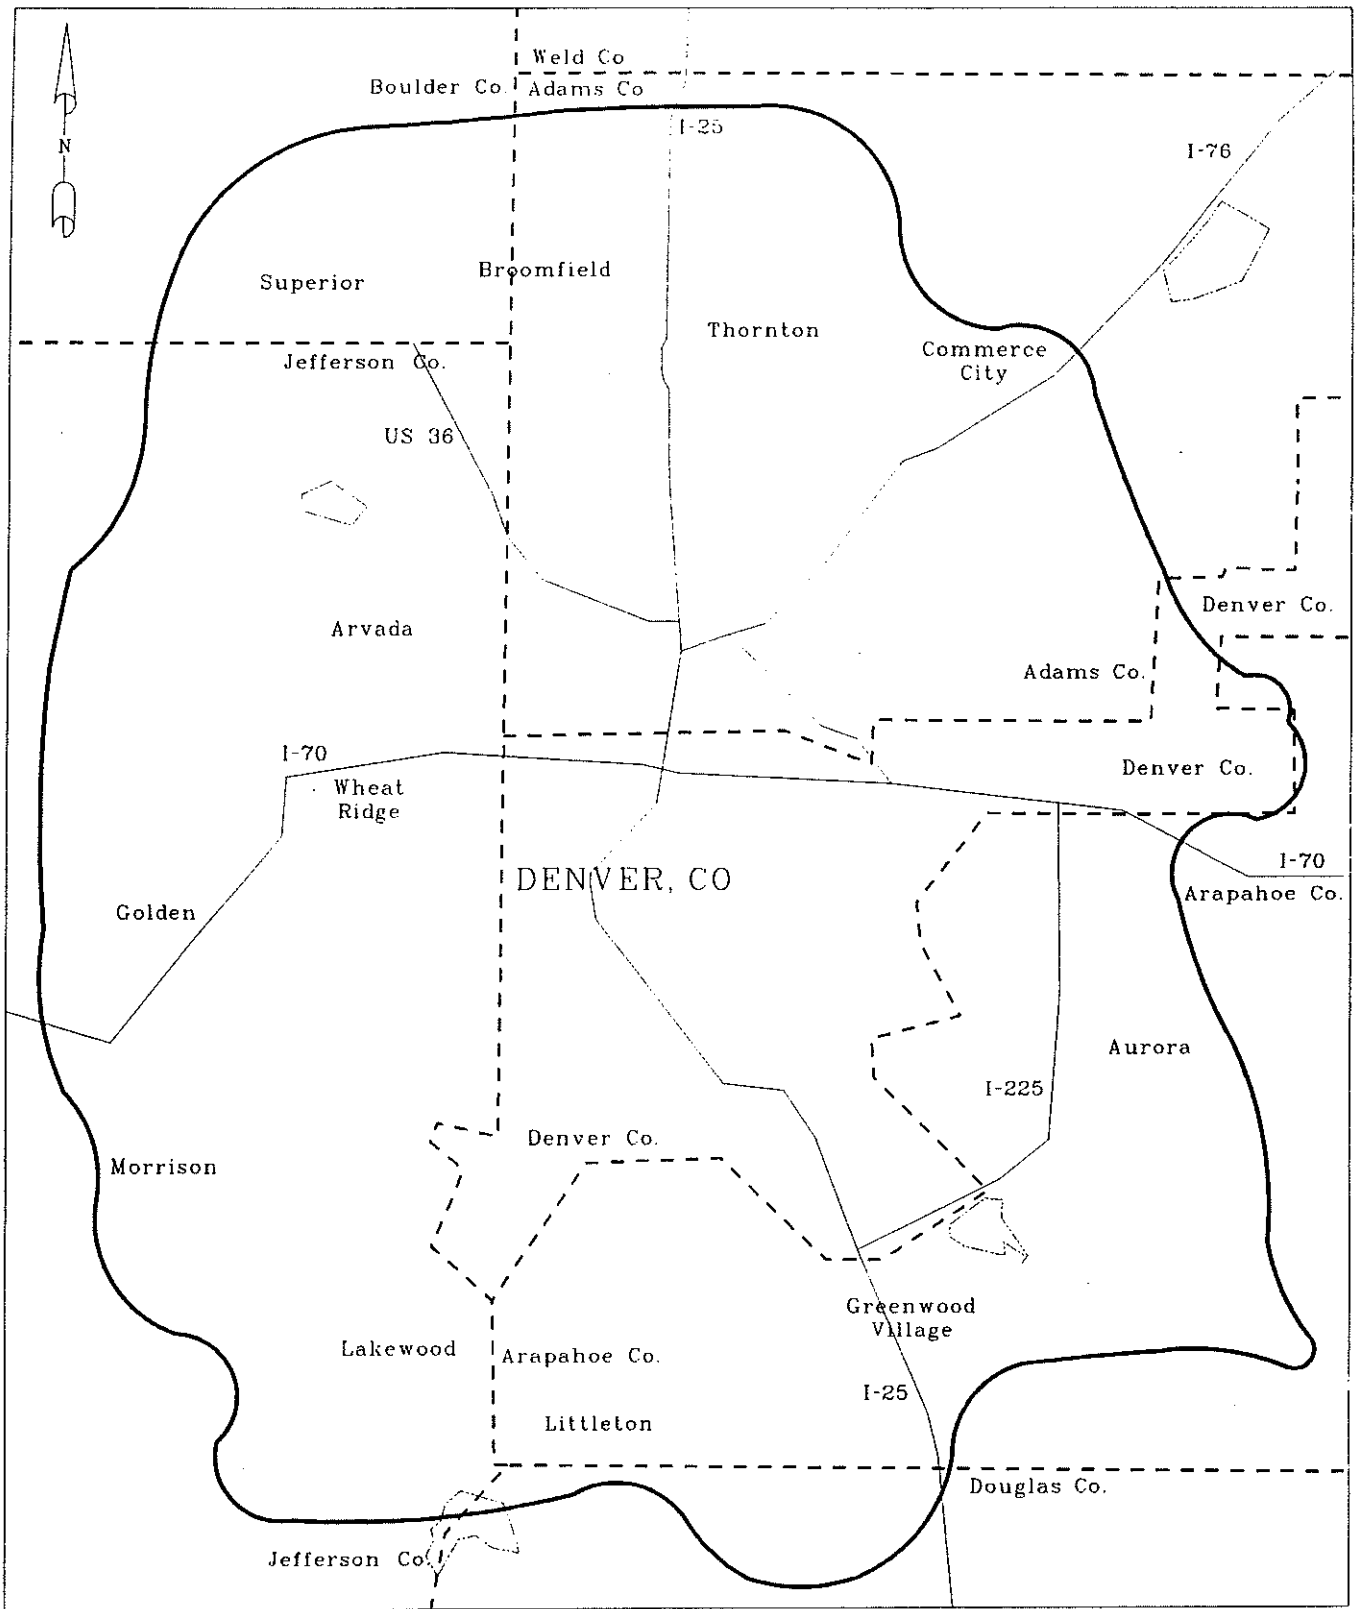 Weld Co
Boulder Co.
Adams Co
I-25
N
I-76
Broomfield
Superior
Thornton
Commerce
City
Jefferson Co.
US 36
Denver Co.
Arvada
Adams Co.
I-70
Denver Co.
Wheat
Ridge
I-70
DENVER, CO
Arapahoe Co.
Golden
Aurora
I-225
Denver Co.
Morrison
Greenwood
Village
Lakewood
Arapahoe Co.
I-25
Littleton
Douglas Co.
Jefferson Co